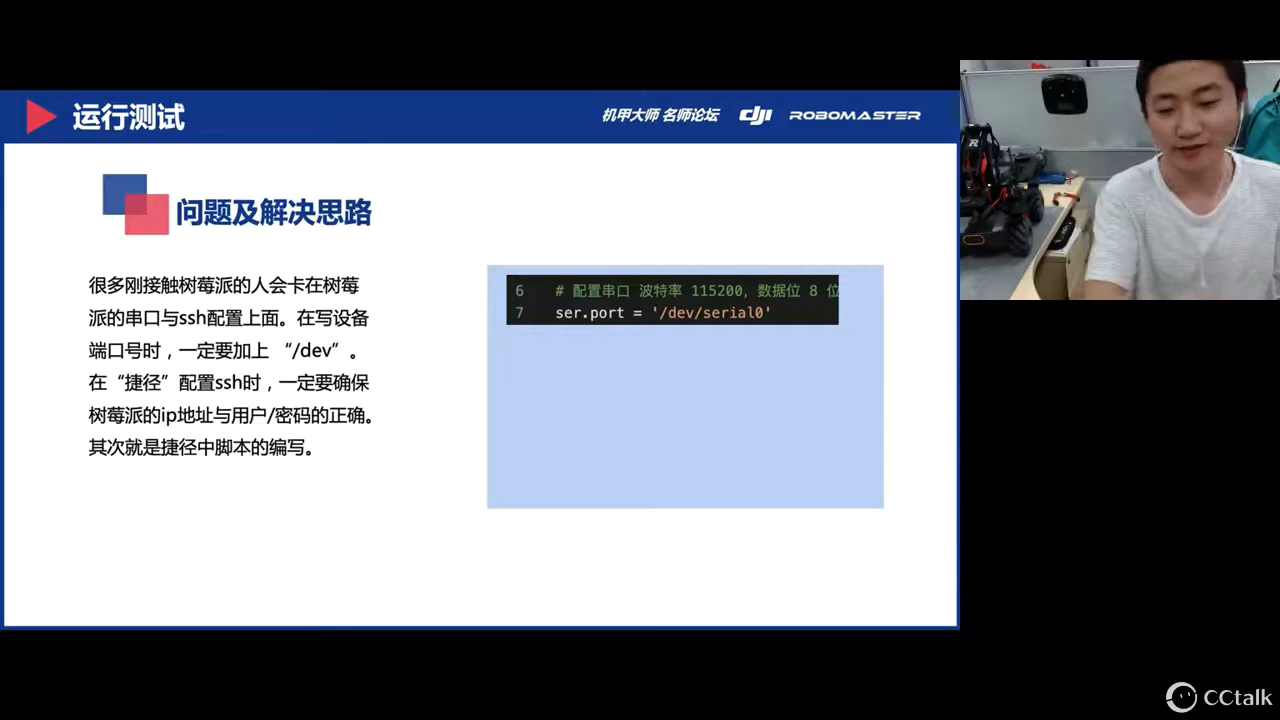 运行测试
机甲大师 名师论坛
dji
ROBOMASTER
问题及解决思路
很多刚接触树莓派的人会卡在树莓
派的串口与ssh配置上面。在写设备
端口号时，一定要加上 “/dev”。
在“捷径”配置ssh时，一定要确保
树莓派的ip地址与用户/密码的正确。
其次就是捷径中脚本的编写。
6 # 配置串口 波特率 115200, 数据位 8 位
7 ser.port = '/dev/serial0'
R
CCtalk